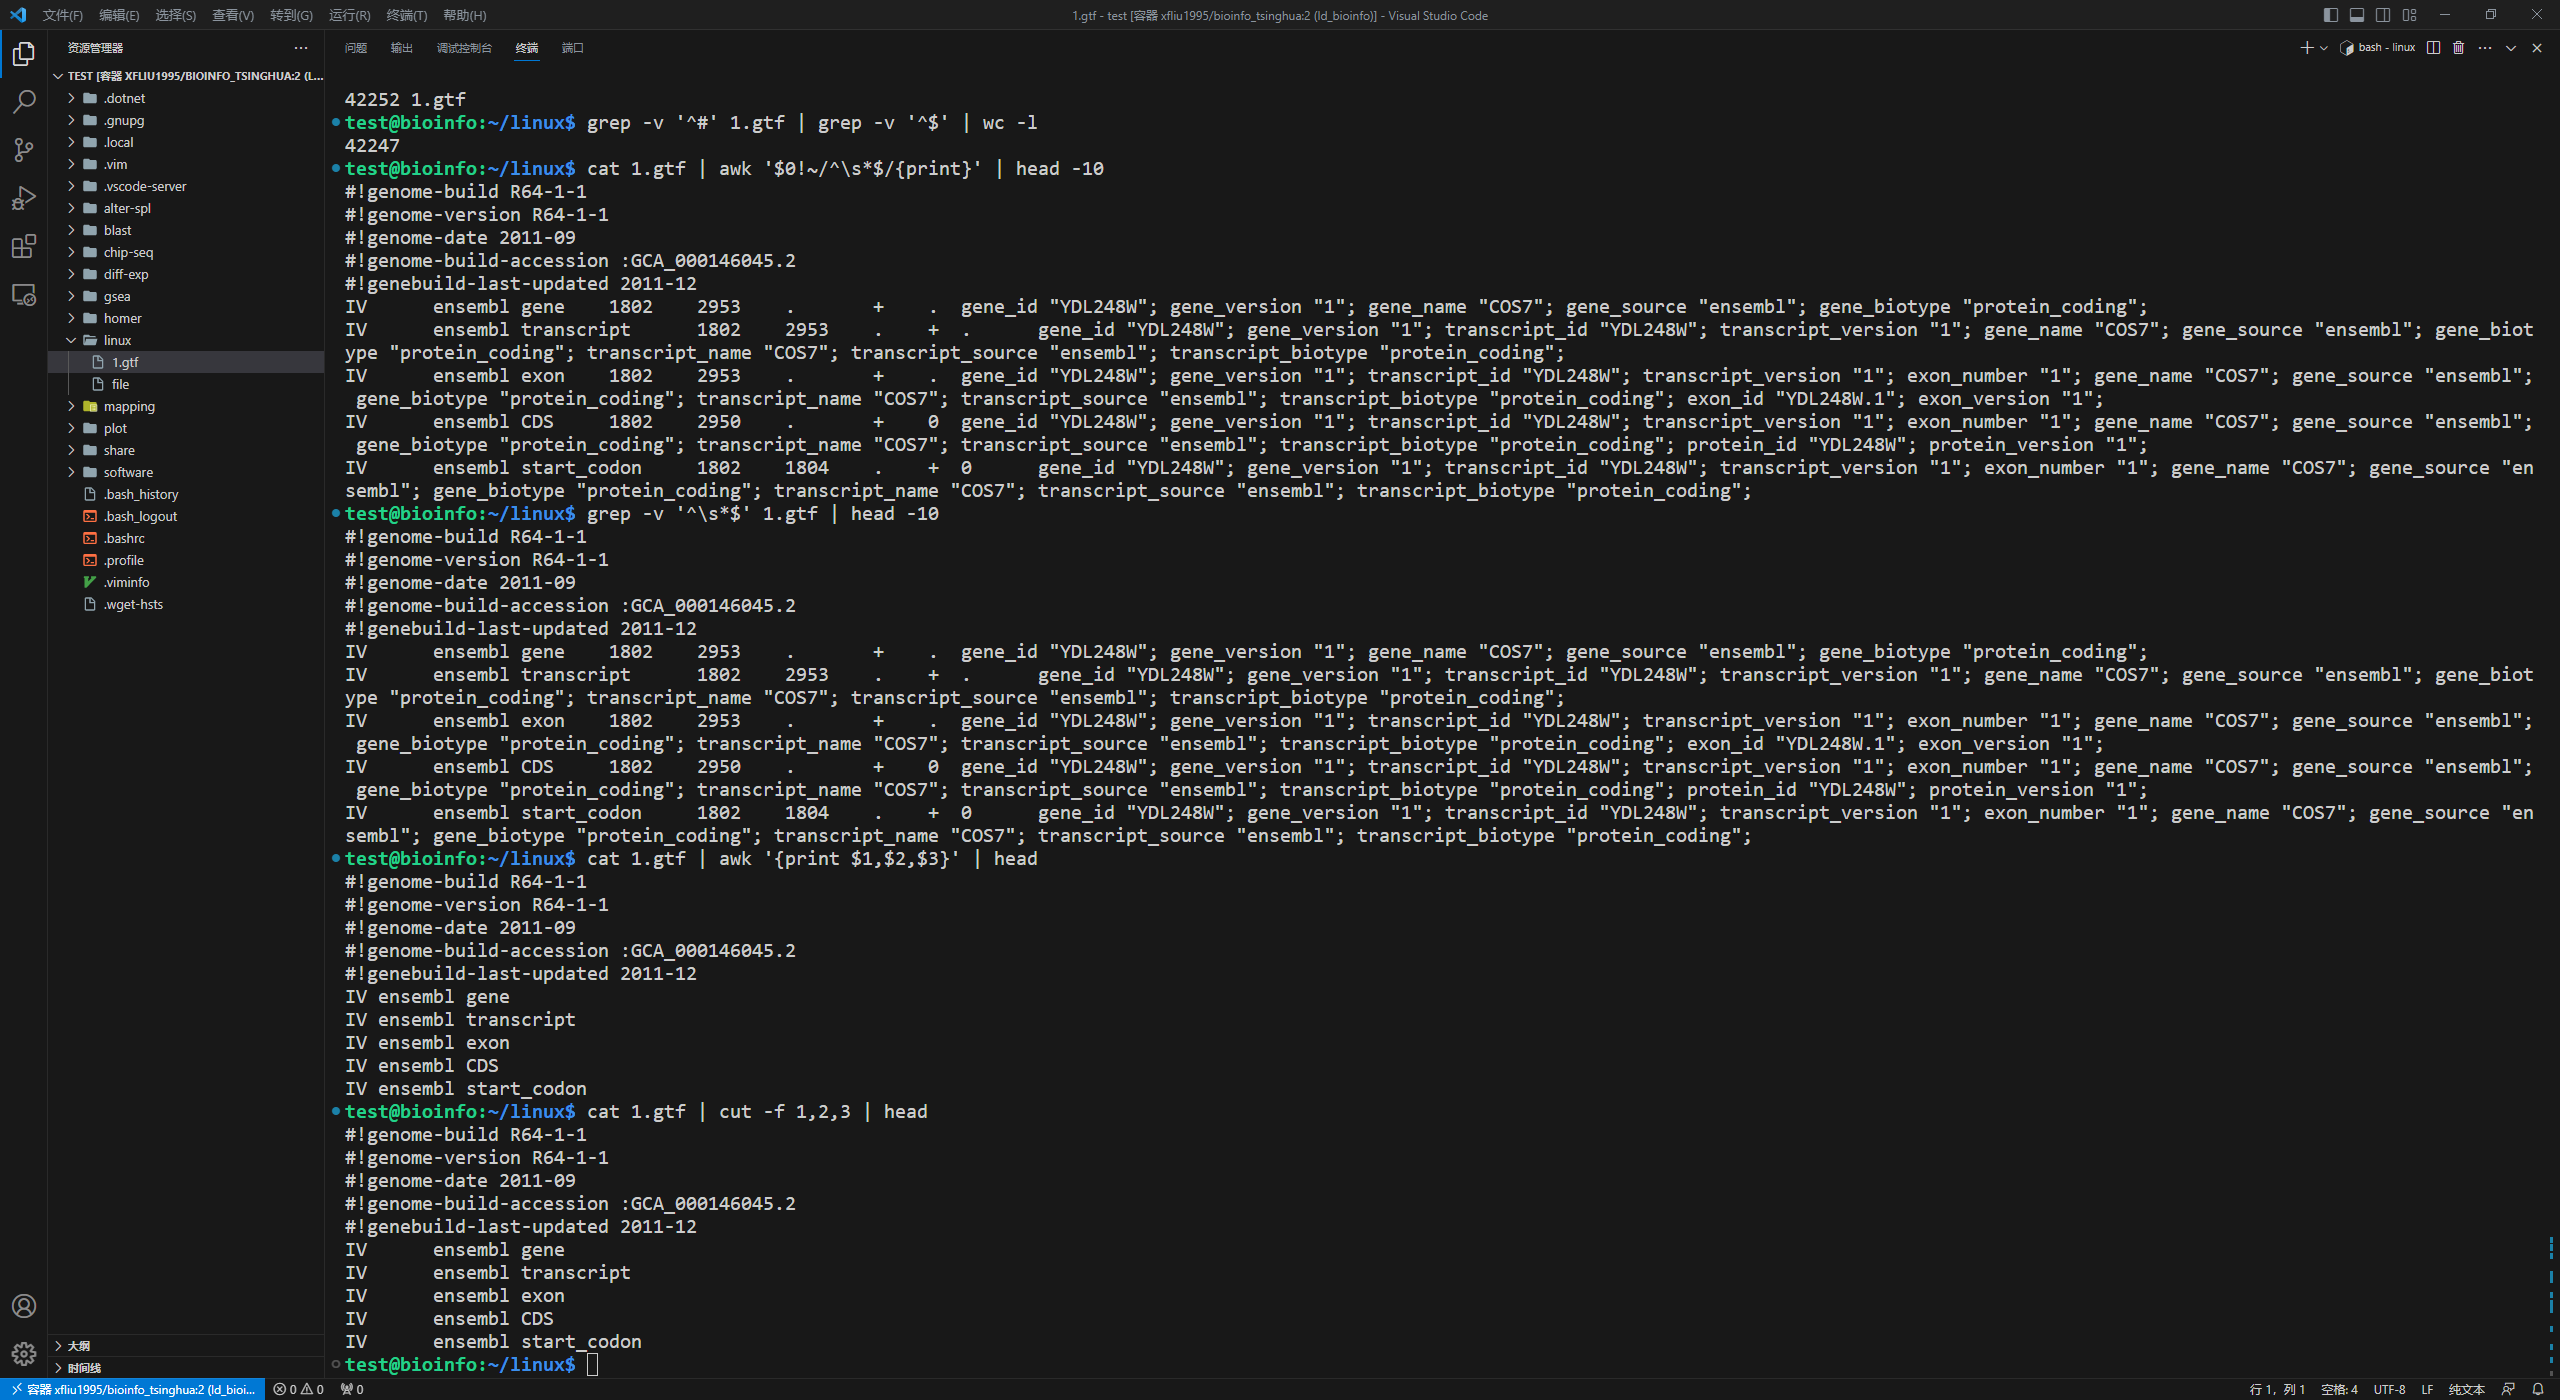 文件(F) 编辑(E) 选择(S) 查看(V) 转到(G) 运行(R) 终端(T) 帮助(H)
1.gtf - test [容器 xfliu1995/bioinfo_tsinghua:2 (ld_bioinfo)] - Visual Studio Code
资源管理器
TEST [容器 XFLIU1995/BIOINFO_TSINGHUA:2 (L...
.dotnet
.gnupg
.local
.vim
.vscode-server
alter-spl
blast
chip-seq
diff-exp
gsea
homer
linux
1.gtf
file
mapping
plot
share
software
.bash_history
.bash_logout
.bashrc
.profile
.viminfo
.wget-hsts
大纲
时间线
问题 输出 调试控制台 终端 端口
bash - linux
42252 1.gtf
test@bioinfo:~/linux$ grep -v '^#' 1.gtf | grep -v '^$' | wc -l
42247
test@bioinfo:~/linux$ cat 1.gtf | awk '$0!~/^\s*$/{print}' | head -10
#!genome-build R64-1-1
#!genome-version R64-1-1
#!genome-date 2011-09
#!genome-build-accession :GCA_000146045.2
#!genebuild-last-updated 2011-12
IV ensembl gene 1802 2953 . + . gene_id "YDL248W"; gene_version "1"; gene_name "COS7"; gene_source "ensembl"; gene_biotype "protein_coding";
IV ensembl transcript 1802 2953 . + . gene_id "YDL248W"; gene_version "1"; transcript_id "YDL248W"; transcript_version "1"; gene_name "COS7"; gene_source "ensembl"; gene_biot
ype "protein_coding"; transcript_name "COS7"; transcript_source "ensembl"; transcript_biotype "protein_coding";
IV ensembl exon 1802 2953 . + . gene_id "YDL248W"; gene_version "1"; transcript_id "YDL248W"; transcript_version "1"; exon_number "1"; gene_name "COS7"; gene_source "ensembl";
gene_biotype "protein_coding"; transcript_name "COS7"; transcript_source "ensembl"; transcript_biotype "protein_coding"; exon_id "YDL248W.1"; exon_version "1";
IV ensembl CDS 1802 2950 . + 0 gene_id "YDL248W"; gene_version "1"; transcript_id "YDL248W"; transcript_version "1"; exon_number "1"; gene_name "COS7"; gene_source "ensembl";
gene_biotype "protein_coding"; transcript_name "COS7"; transcript_source "ensembl"; transcript_biotype "protein_coding"; protein_id "YDL248W"; protein_version "1";
IV ensembl start_codon 1802 1804 . + 0 gene_id "YDL248W"; gene_version "1"; transcript_id "YDL248W"; transcript_version "1"; exon_number "1"; gene_name "COS7"; gene_source "en
sembl"; gene_biotype "protein_coding"; transcript_name "COS7"; transcript_source "ensembl"; transcript_biotype "protein_coding";
test@bioinfo:~/linux$ grep -v '^\s*$' 1.gtf | head -10
#!genome-build R64-1-1
#!genome-version R64-1-1
#!genome-date 2011-09
#!genome-build-accession :GCA_000146045.2
#!genebuild-last-updated 2011-12
IV ensembl gene 1802 2953 . + . gene_id "YDL248W"; gene_version "1"; gene_name "COS7"; gene_source "ensembl"; gene_biotype "protein_coding";
IV ensembl transcript 1802 2953 . + . gene_id "YDL248W"; gene_version "1"; transcript_id "YDL248W"; transcript_version "1"; gene_name "COS7"; gene_source "ensembl"; gene_biot
ype "protein_coding"; transcript_name "COS7"; transcript_source "ensembl"; transcript_biotype "protein_coding";
IV ensembl exon 1802 2953 . + . gene_id "YDL248W"; gene_version "1"; transcript_id "YDL248W"; transcript_version "1"; exon_number "1"; gene_name "COS7"; gene_source "ensembl";
gene_biotype "protein_coding"; transcript_name "COS7"; transcript_source "ensembl"; transcript_biotype "protein_coding"; exon_id "YDL248W.1"; exon_version "1";
IV ensembl CDS 1802 2950 . + 0 gene_id "YDL248W"; gene_version "1"; transcript_id "YDL248W"; transcript_version "1"; exon_number "1"; gene_name "COS7"; gene_source "ensembl";
gene_biotype "protein_coding"; transcript_name "COS7"; transcript_source "ensembl"; transcript_biotype "protein_coding"; protein_id "YDL248W"; protein_version "1";
IV ensembl start_codon 1802 1804 . + 0 gene_id "YDL248W"; gene_version "1"; transcript_id "YDL248W"; transcript_version "1"; exon_number "1"; gene_name "COS7"; gene_source "en
sembl"; gene_biotype "protein_coding"; transcript_name "COS7"; transcript_source "ensembl"; transcript_biotype "protein_coding";
test@bioinfo:~/linux$ cat 1.gtf | awk '{print $1,$2,$3}' | head
#!genome-build R64-1-1
#!genome-version R64-1-1
#!genome-date 2011-09
#!genome-build-accession :GCA_000146045.2
#!genebuild-last-updated 2011-12
IV ensembl gene
IV ensembl transcript
IV ensembl exon
IV ensembl CDS
IV ensembl start_codon
test@bioinfo:~/linux$ cat 1.gtf | cut -f 1,2,3 | head
#!genome-build R64-1-1
#!genome-version R64-1-1
#!genome-date 2011-09
#!genome-build-accession :GCA_000146045.2
#!genebuild-last-updated 2011-12
IV ensembl gene
IV ensembl transcript
IV ensembl exon
IV ensembl CDS
IV ensembl start_codon
test@bioinfo:~/linux$
容器 xfliu1995/bioinfo_tsinghua:2 (ld_bioi... 0 0 0 行 1，列 1 空格: 4 UTF-8 LF 纯文本